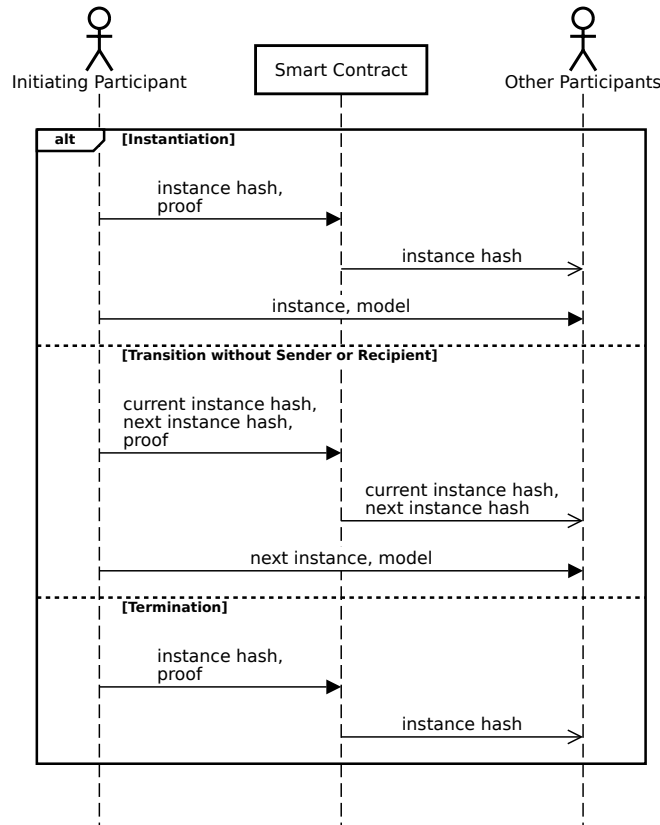 Initiating Participant
Smart Contract
Other Participants
alt
[Instantiation]
instance hash,
proof
instance hash
instance, model
[Transition without Sender or Recipient]
current instance hash,
next instance hash,
proof
current instance hash,
next instance hash
next instance, model
[Termination]
instance hash,
proof
instance hash